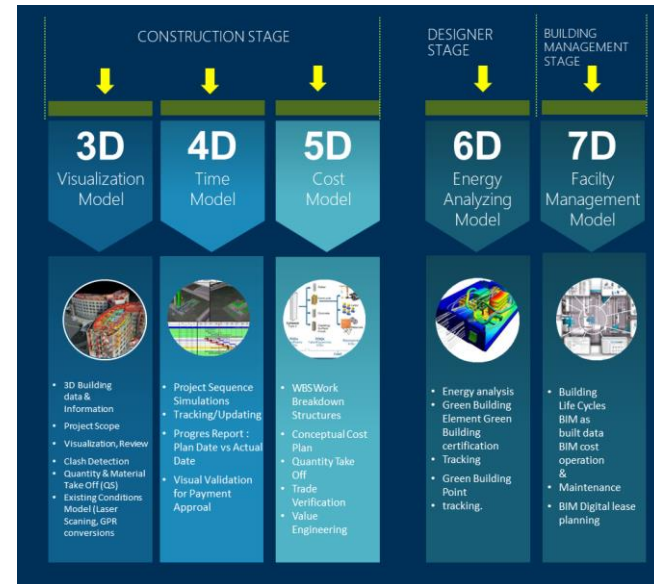 CONSTRUCTION STAGE
DESIGNER
STAGE
BUILDING
MANAGEMENT
STAGE
3D
Visualization
Model
4D
Time
Model
5D
Cost
Model
6D
Energy
Analyzing
Model
7D
Facilty
Management
Model
• 3D Building
data &
Information
• Project Scope
• Visualization, Review
• Clash Detection
• Quantity & Material
Take Off (QS)
• Existing Conditions
Model (Laser
Scaning, GPR
conversions
• Project Sequence
Simulations
• Tracking/Updating
• Progres Report :
Plan Date vs Actual
Date
• Visual Validation
for Payment
Approal
• WBS Work
Breakdown
Structures
• Conceptual Cost
Plan
• Quantity Take
Off
• Trade
Verification
• Value
Engineering
• Energy analysis
• Green Building
Element Green
Building
certification
• Tracking
• Green Building
Point
• tracking.
• Building
Life Cycles
BIM as
built data
BIM cost
operation
&
• Maintenance
• BIM Digital lease
planning